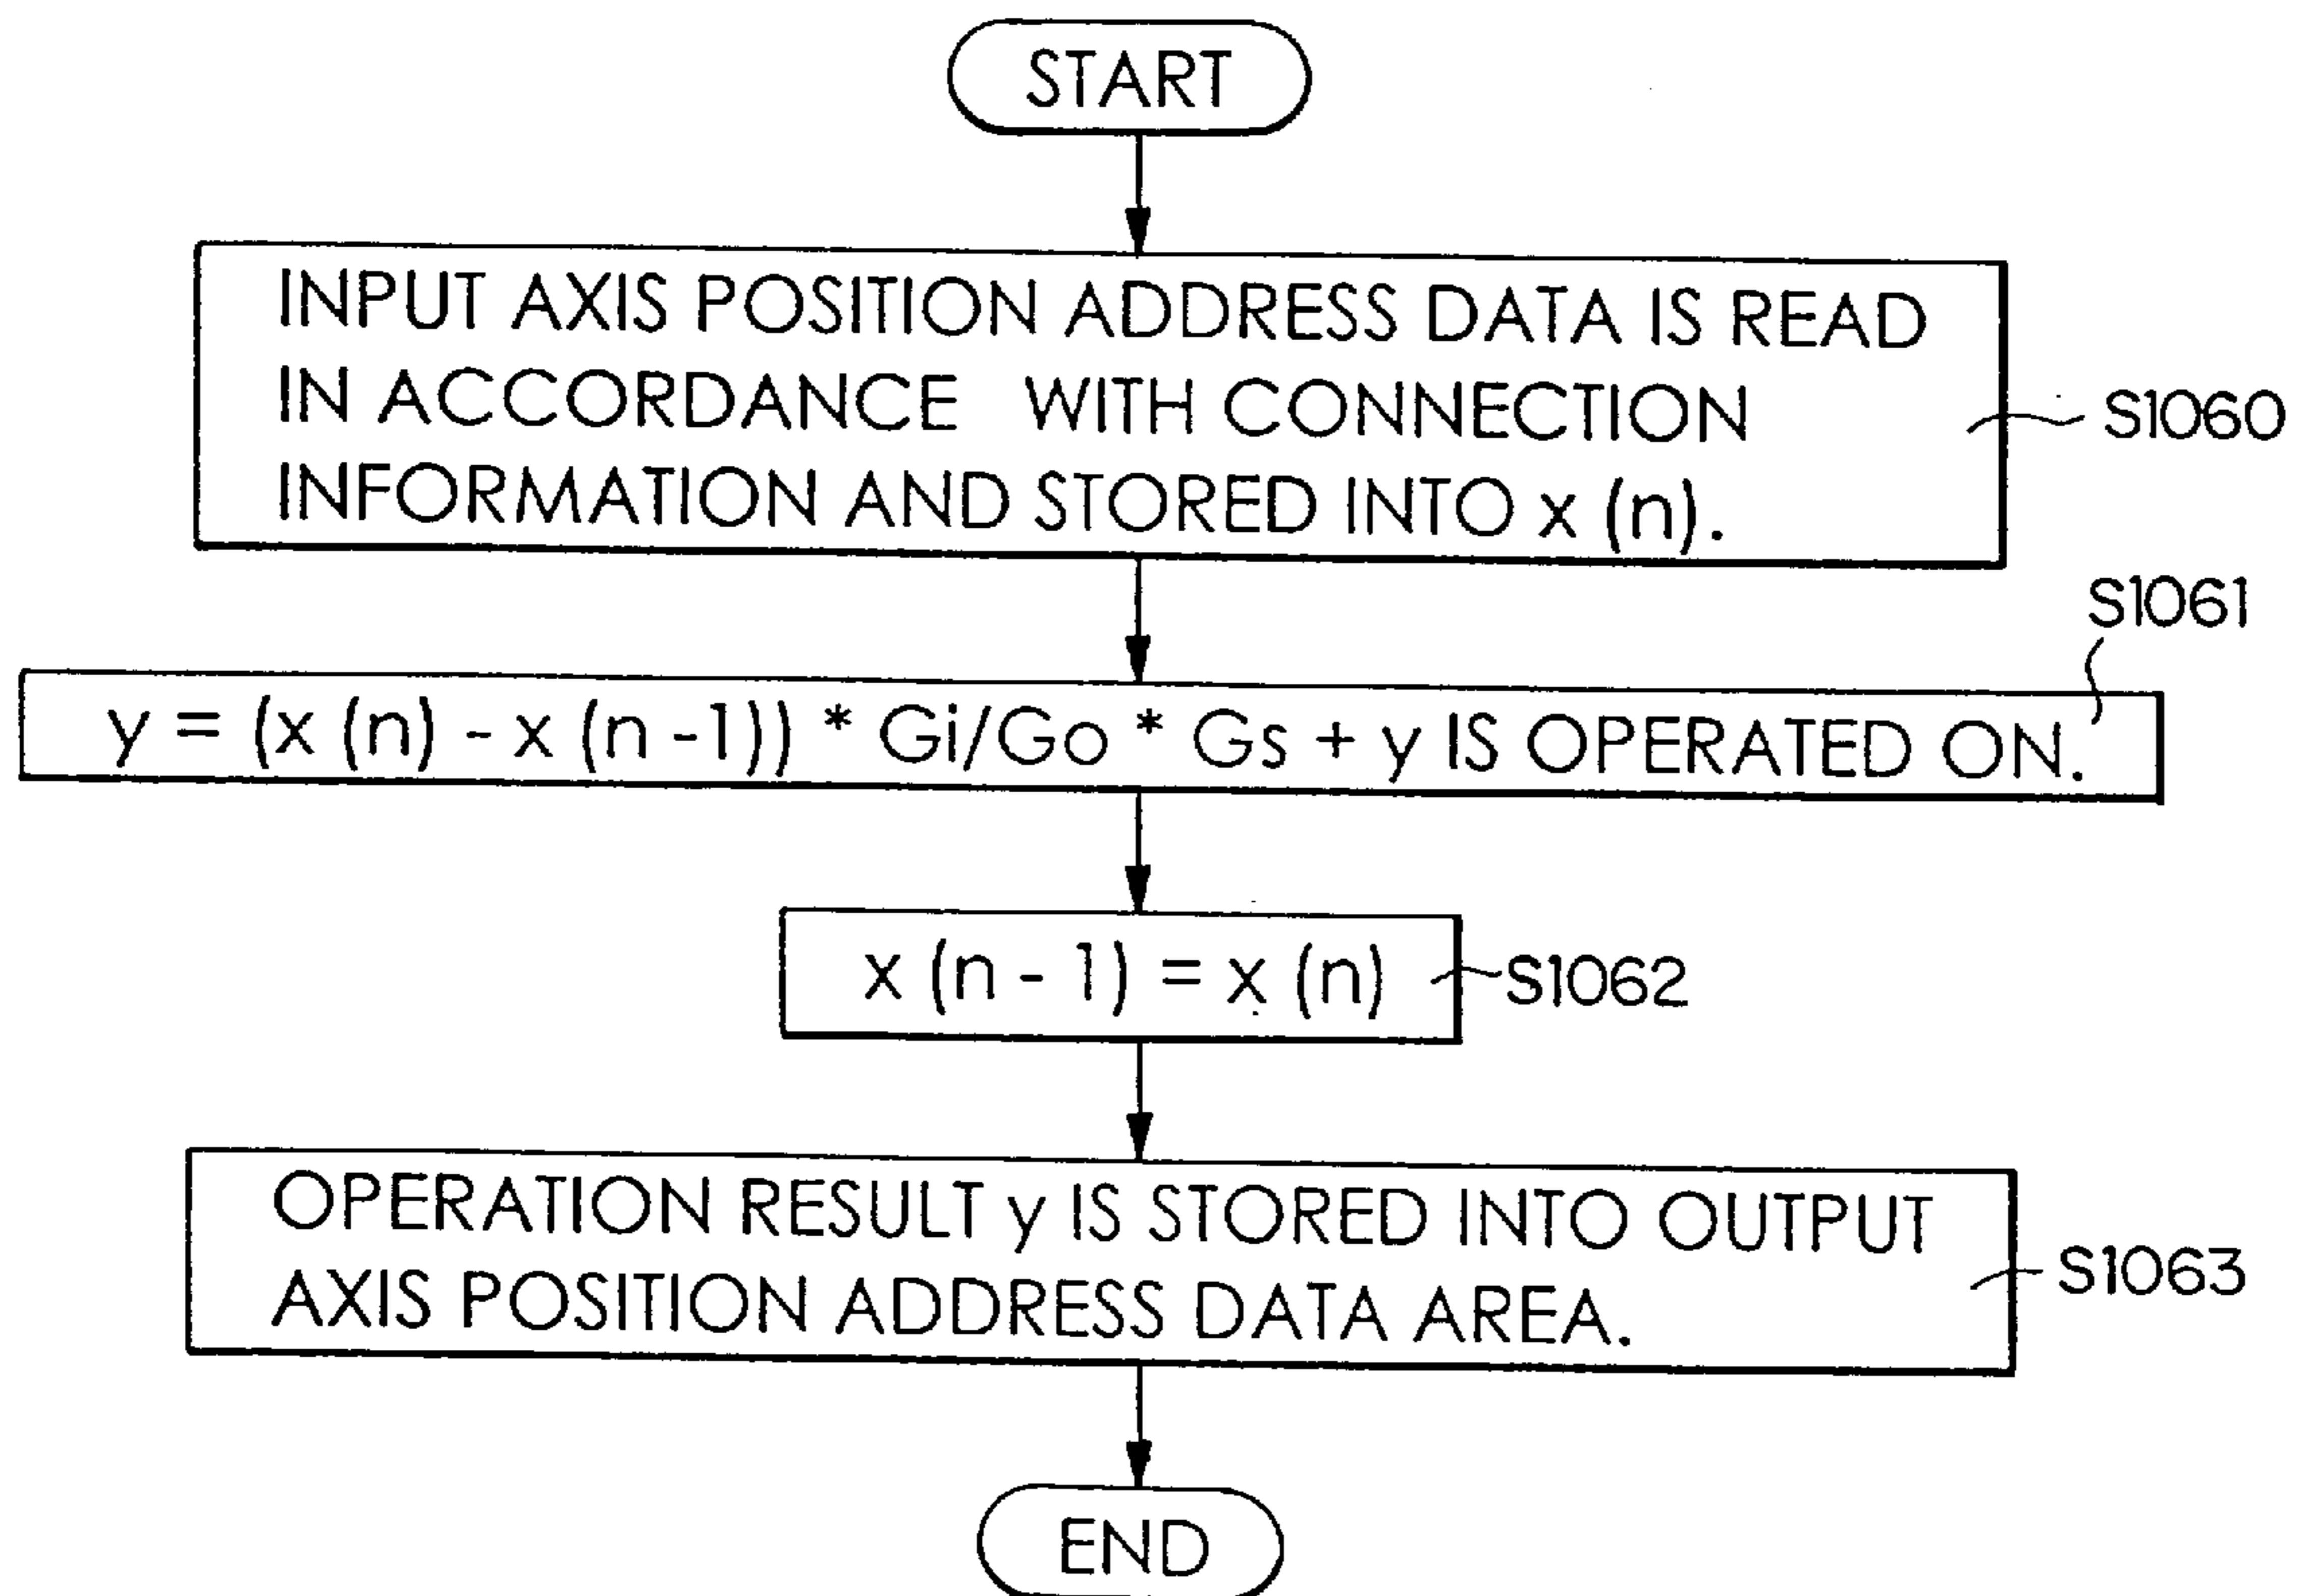 START
INPUT AXIS POSITION ADDRESS DATA IS READ
IN ACCORDANCE WITH CONNECTION
INFORMATION AND STORED INTO x (n).
S1060
S1061
y = (x (n) - x (n -1)) * Gi/Go * Gs + y IS OPERATED ON.
x (n - 1) = x (n)
S1062
OPERATION RESULT y IS STORED INTO OUTPUT
AXIS POSITION ADDRESS DATA AREA.
S1063
END